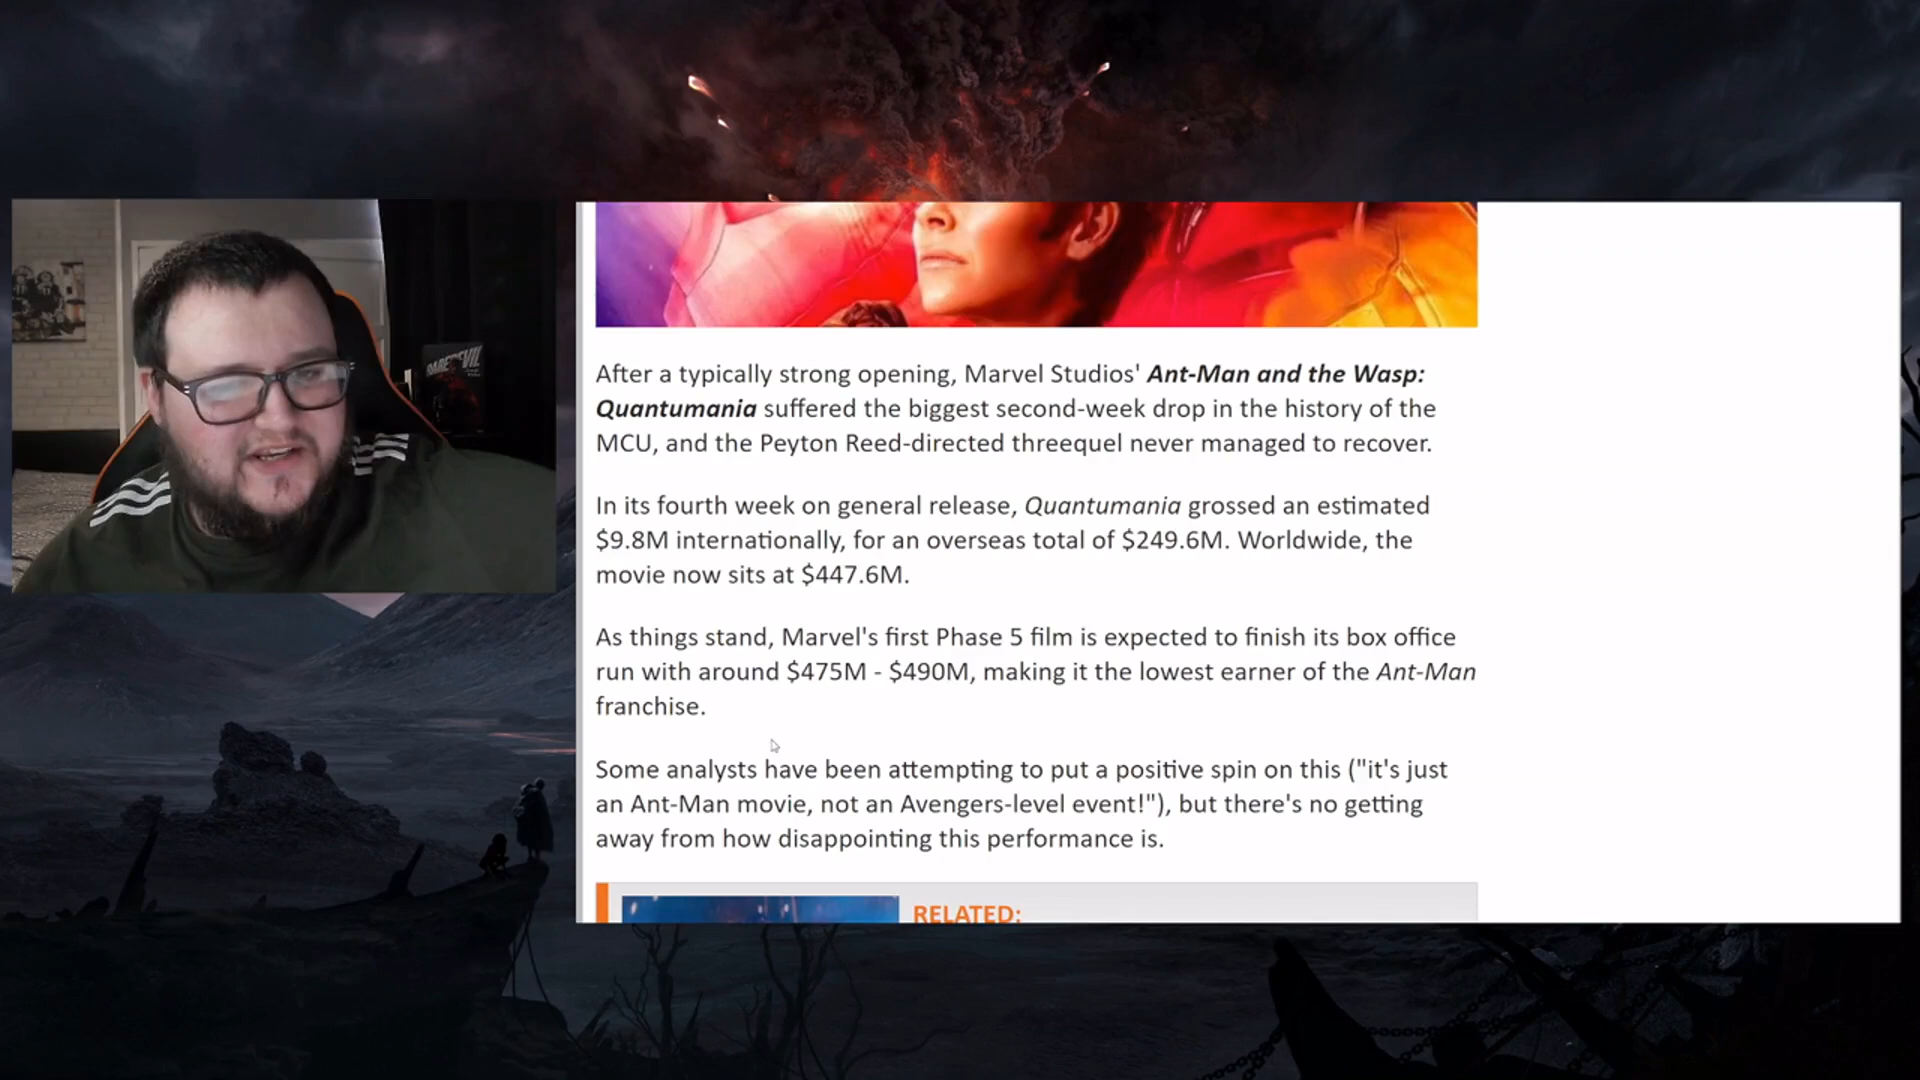 DAREDEVIL
After a typically strong opening, Marvel Studios' Ant-Man and the Wasp:
Quantumania suffered the biggest second-week drop in the history of the
MCU, and the Peyton Reed-directed threequel never managed to recover.
In its fourth week on general release, Quantumania grossed an estimated
$9.8M internationally, for an overseas total of $249.6M. Worldwide, the
movie now sits at $447.6M.
As things stand, Marvel's first Phase 5 film is expected to finish its box office
run with around $475M - $490M, making it the lowest earner of the Ant-Man
franchise.
Some analysts have been attempting to put a positive spin on this ("it's just
an Ant-Man movie, not an Avengers-level event!"), but there's no getting
away from how disappointing this performance is.
RELATED: